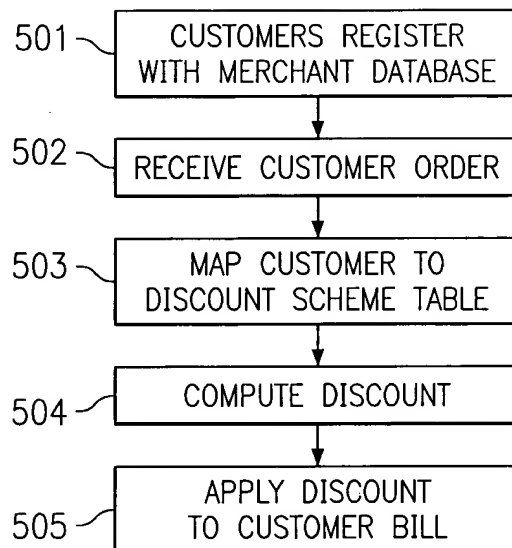 501
CUSTOMERS REGISTER
WITH MERCHANT DATABASE
502
RECEIVE CUSTOMER ORDER
503
MAP CUSTOMER TO
DISCOUNT SCHEME TABLE
504
COMPUTE DISCOUNT
505
APPLY DISCOUNT
TO CUSTOMER BILL